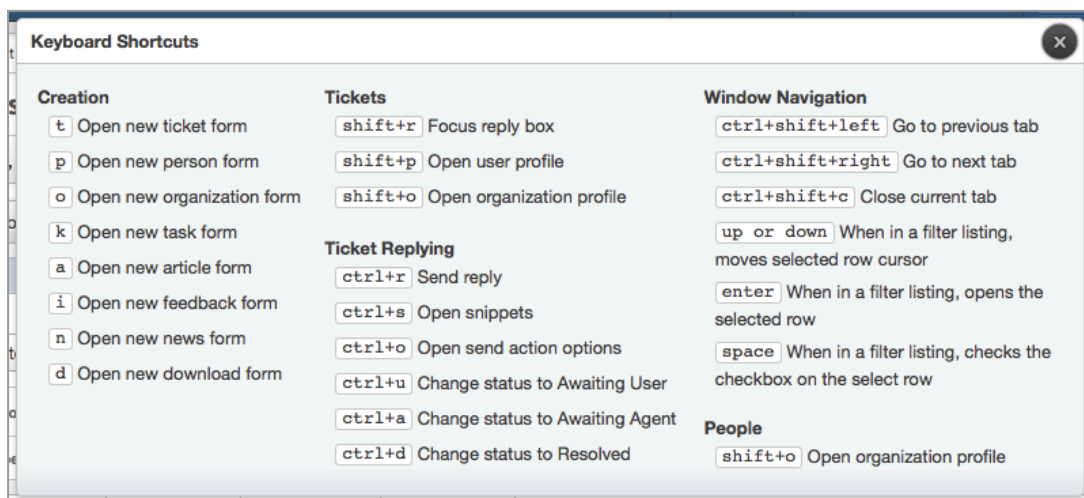 Keyboard Shortcuts
x
Creation
t Open new ticket form
p Open new person form
o Open new organization form
k Open new task form
a Open new article form
i Open new feedback form
n Open new news form
d Open new download form
Tickets
shift+r Focus reply box
shift+p Open user profile
shift+o Open organization profile
Ticket Replying
ctrl+r Send reply
ctrl+s Open snippets
ctrl+o Open send action options
ctrl+u Change status to Awaiting User
ctrl+a Change status to Awaiting Agent
ctrl+d Change status to Resolved
Window Navigation
ctrl+shift+left Go to previous tab
ctrl+shift+right Go to next tab
ctrl+shift+c Close current tab
up or down When in a filter listing,
moves selected row cursor
enter When in a filter listing, opens the
selected row
space When in a filter listing, checks the
checkbox on the select row
People
shift+o Open organization profile